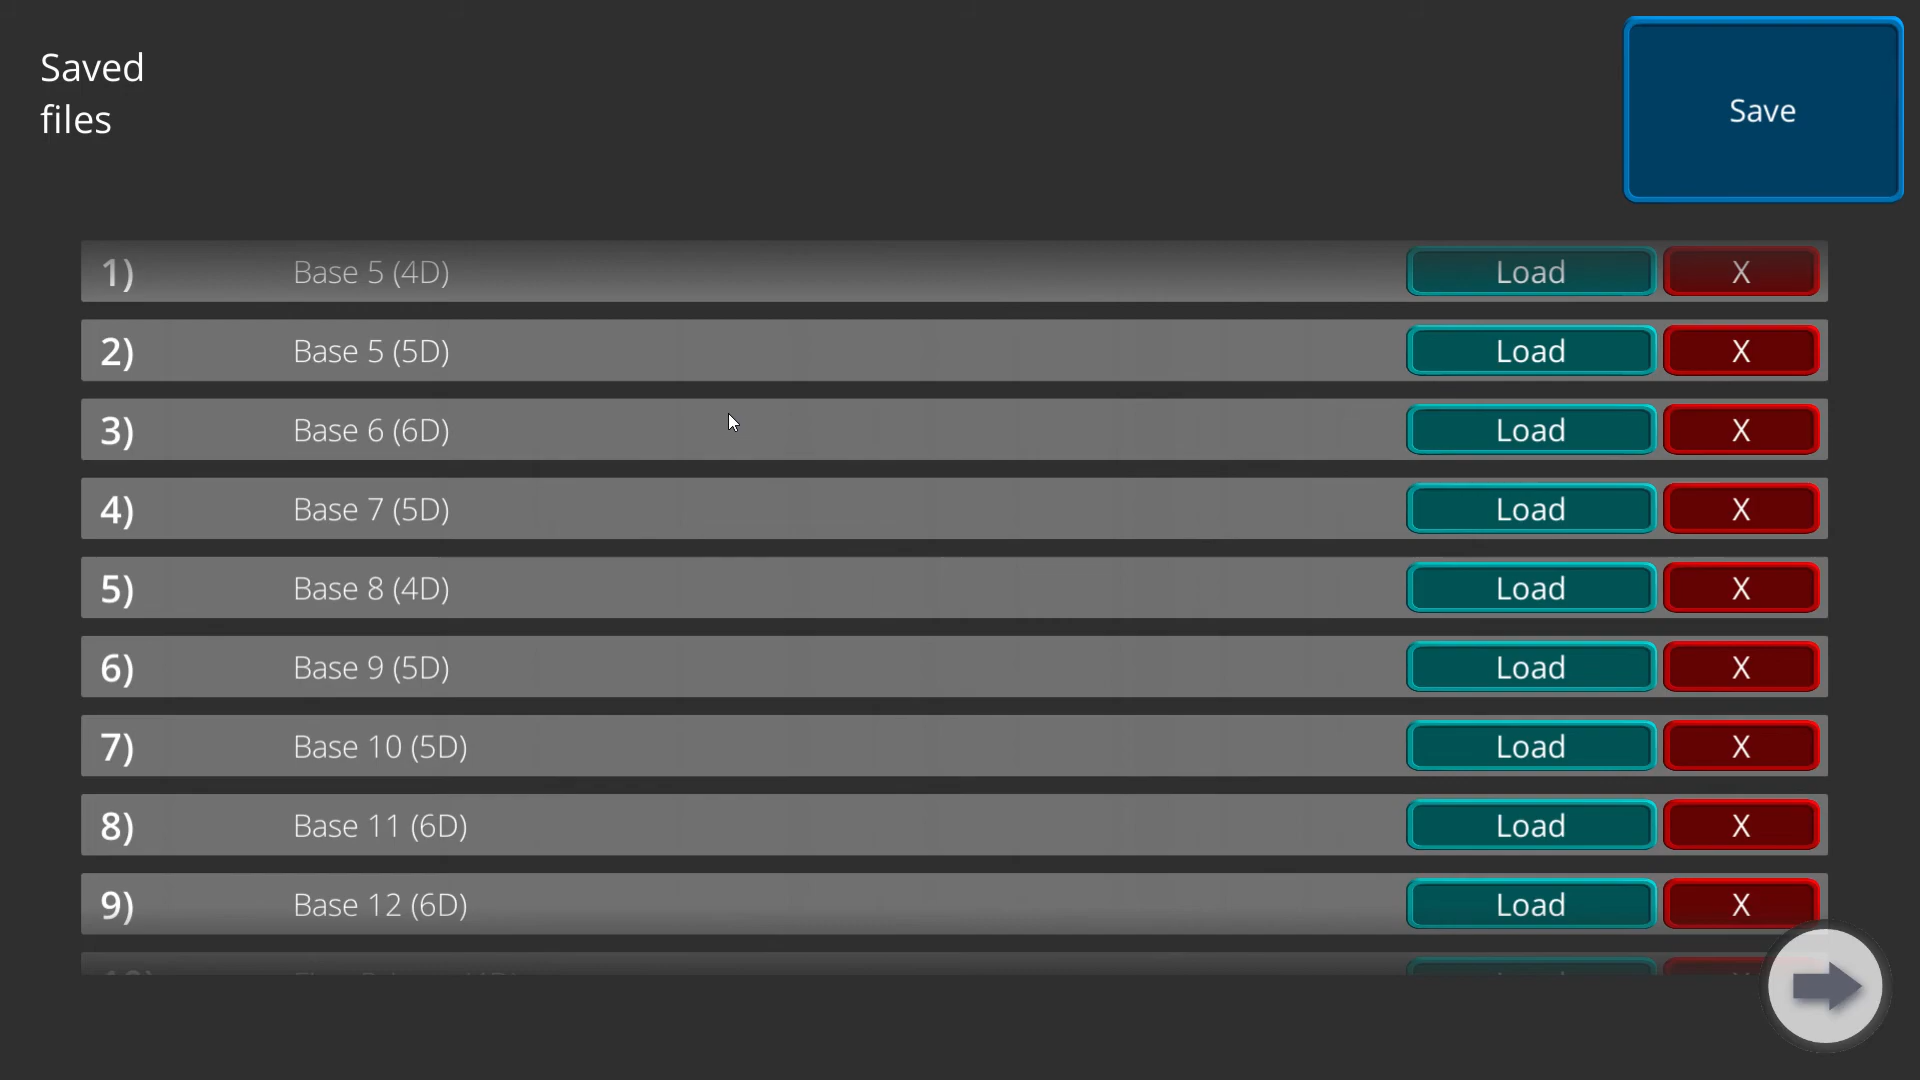 Saved
files
Save
1) Base 5 (4D) Load X
2) Base 5 (5D) Load X
3) Base 6 (6D) Load X
4) Base 7 (5D) Load X
5) Base 8 (4D) Load X
6) Base 9 (5D) Load X
7) Base 10 (5D) Load X
8) Base 11 (6D) Load X
9) Base 12 (6D) Load X